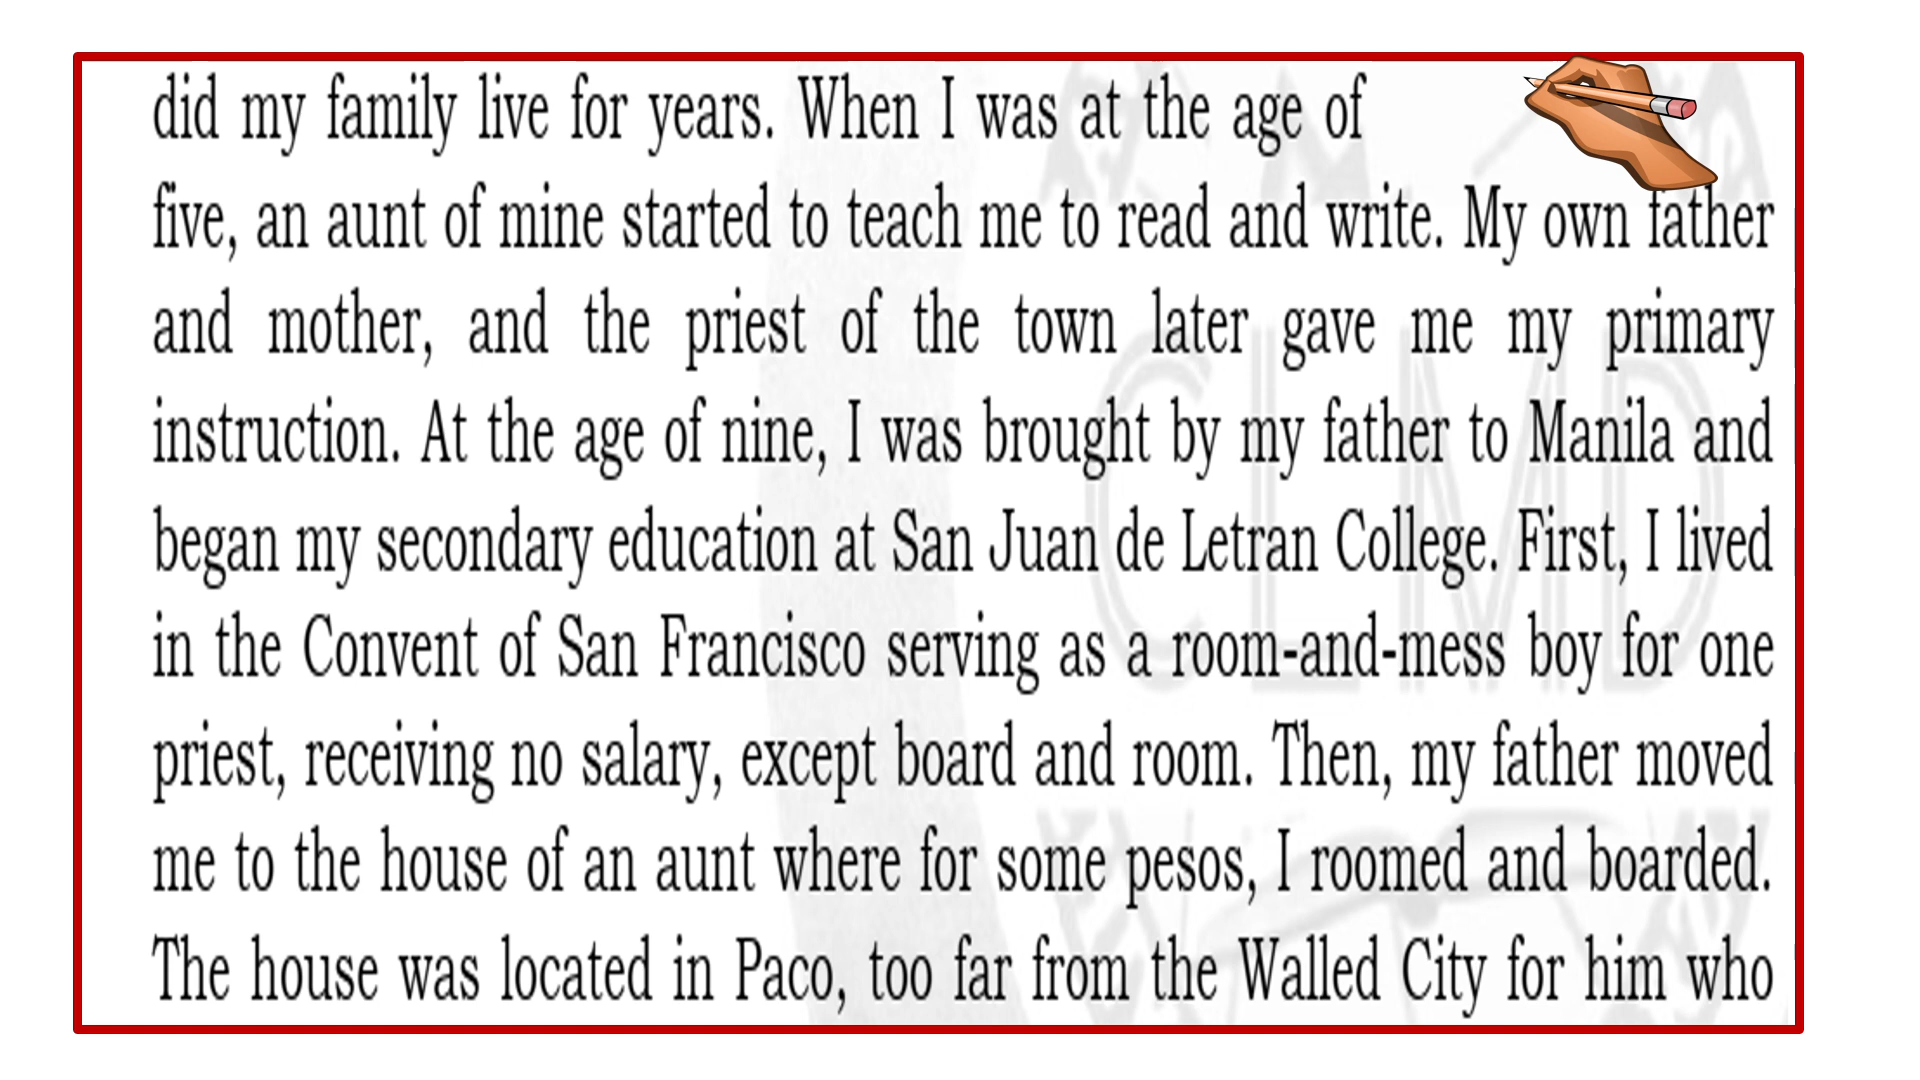 did my family live for years. When I was at the age of
five, an aunt of mine started to teach me to read and write. My own father
and mother, and the priest of the town later gave me my primary
instruction. At the age of nine, I was brought by my father to Manila and
began my secondary education at San Juan de Letran College. First, I lived
in the Convent of San Francisco serving as a room-and-mess boy for one
priest, receiving no salary, except board and room. Then, my father moved
me to the house of an aunt where for some pesos, I roomed and boarded.
The house was located in Paco, too far from the Walled City for him who
CLMD